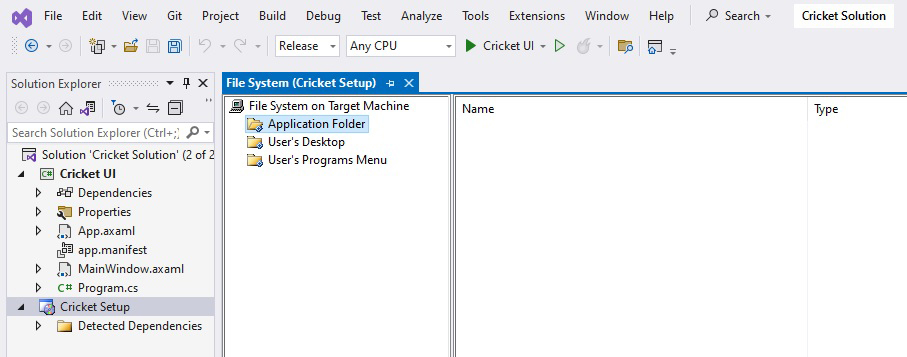 File Edit View Git Project Build Debug Test Analyze Tools Extensions Window Help Search Cricket Solution
Release Any CPU Cricket UI
Solution Explorer
Search Solution Explorer (Ctrl+;)
Solution 'Cricket Solution' (2 of 2
C# Cricket UI
Dependencies
Properties
App.axaml
app.manifest
MainWindow.axaml
C# Program.cs
Cricket Setup
Detected Dependencies
File System (Cricket Setup)
File System on Target Machine
Application Folder
User's Desktop
User's Programs Menu
Name Type